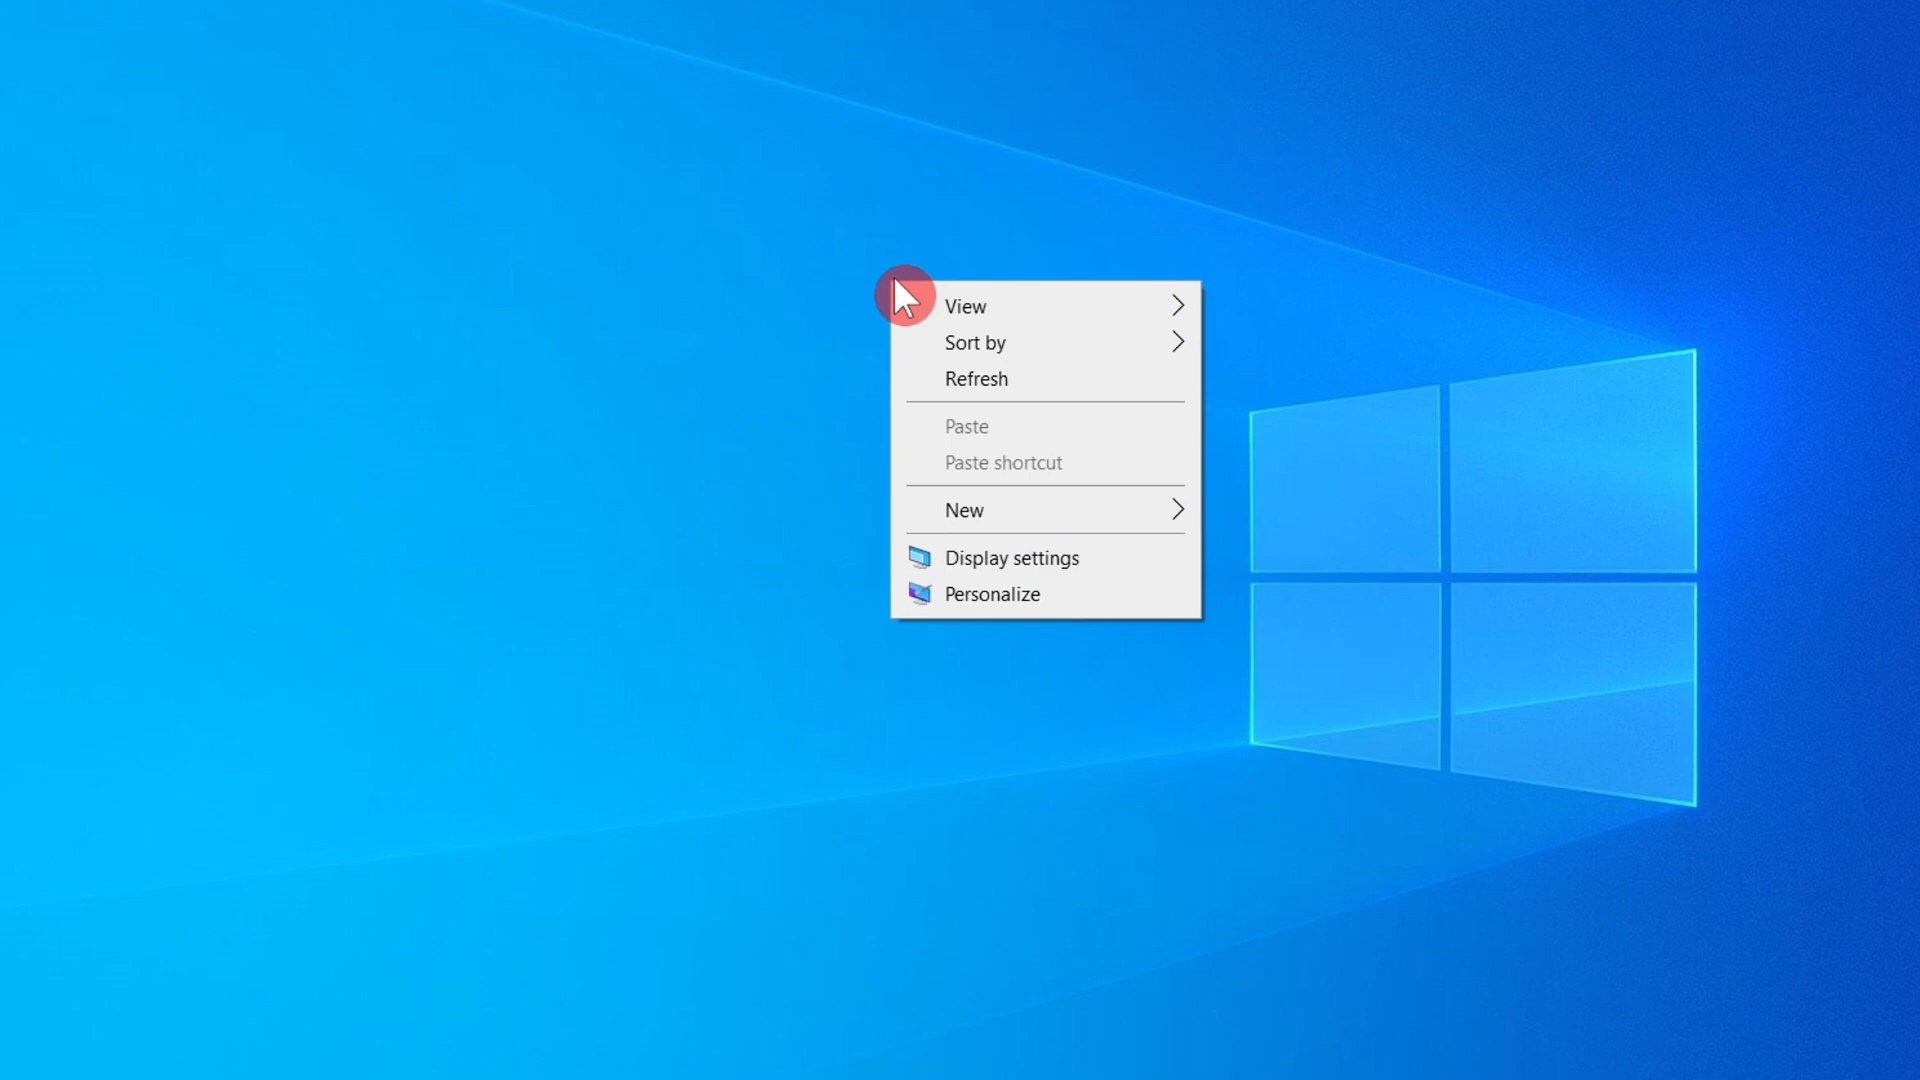 View
Sort by
Refresh
Paste
Paste shortcut
New
Display settings
Personalize